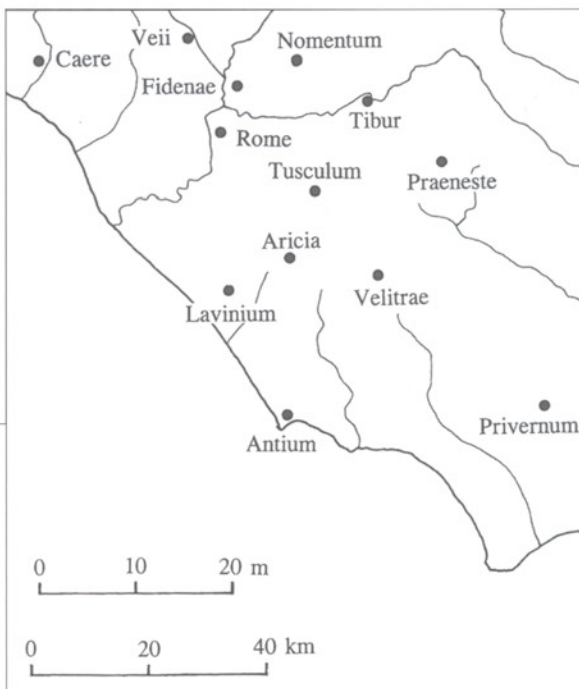 Veii
Nomentum
Caere
Fidenae
Tibur
Rome
Tusculum
Praeneste
Aricia
Lavinium
Velitrae
Antium
Privernum
0 10 20 m
0 20 40 km